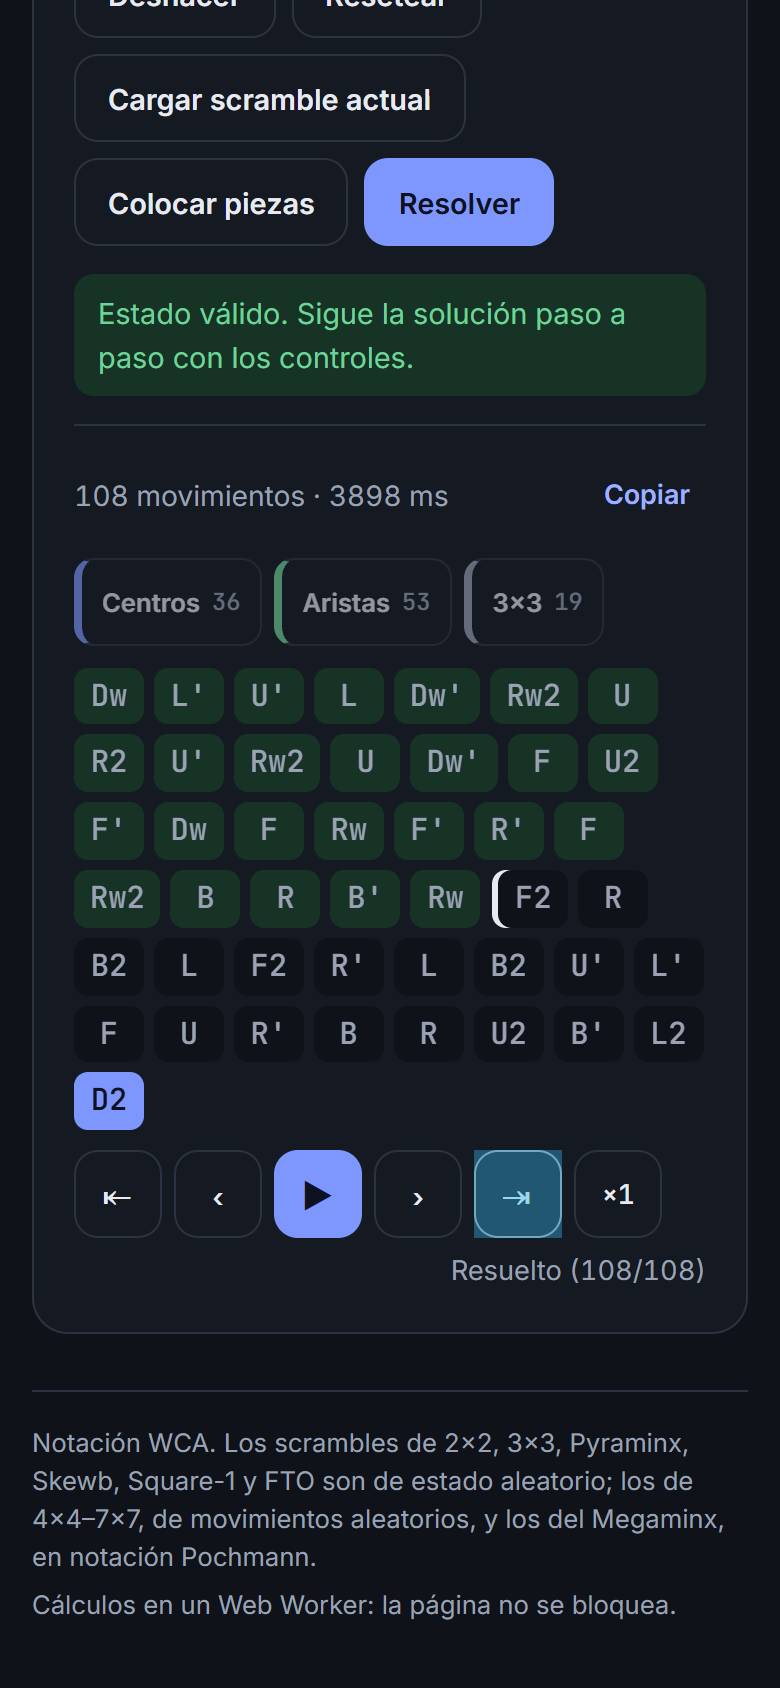 Deshacer Resetear
Cargar scramble actual
Colocar piezas Resolver
Estado válido. Sigue la solución paso a
paso con los controles.
108 movimientos · 3898 ms Copiar
Centros 36 Aristas 53 3×3 19
Dw L' U' L Dw' Rw2 U
R2 U' Rw2 U Dw' F U2
F' Dw F Rw F' R' F
Rw2 B R B' Rw F2 R
B2 L F2 R' L B2 U' L'
F U R' B R U2 B' L2
D2
⇤ ‹ ▶ › ⇥ ×1
Resuelto (108/108)
Notación WCA. Los scrambles de 2×2, 3×3, Pyraminx,
Skewb, Square-1 y FTO son de estado aleatorio; los de
4×4–7×7, de movimientos aleatorios, y los del Megaminx,
en notación Pochmann.
Cálculos en un Web Worker: la página no se bloquea.